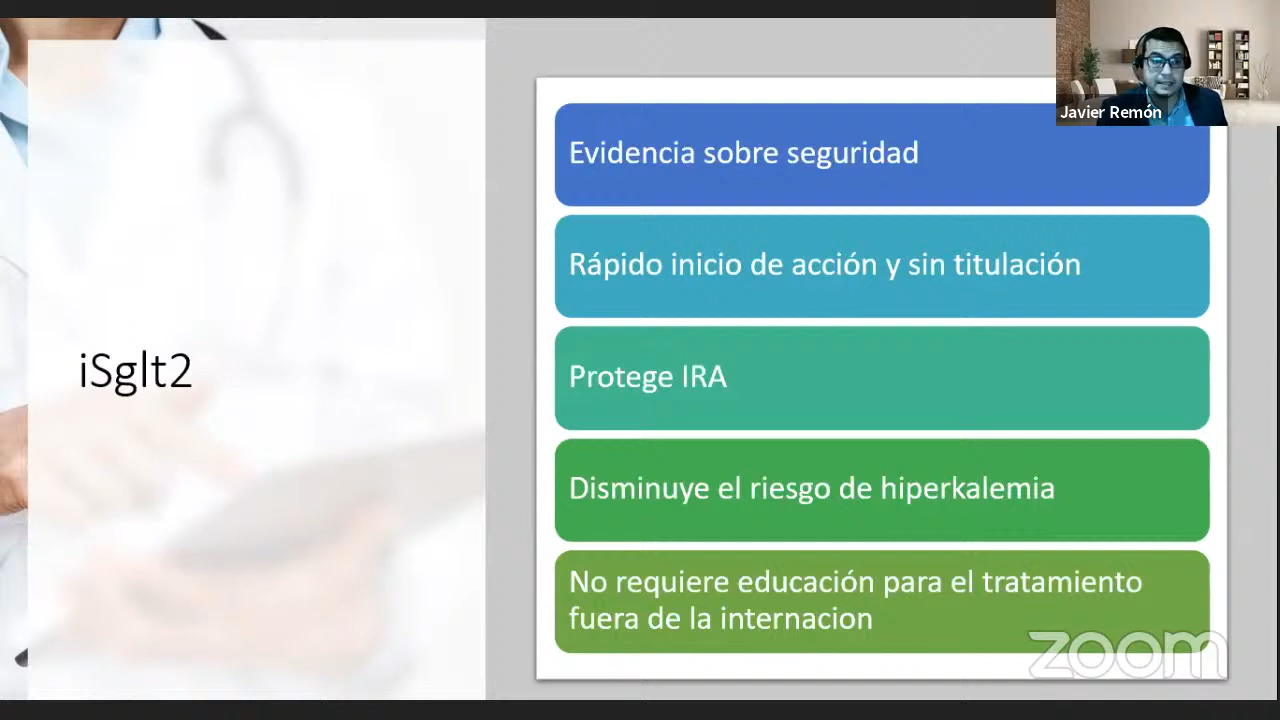 Javier Remón
iSglt2
Evidencia sobre seguridad
Rápido inicio de acción y sin titulación
Protege IRA
Disminuye el riesgo de hiperkalemia
No requiere educación para el tratamiento
fuera de la internacion
zoom